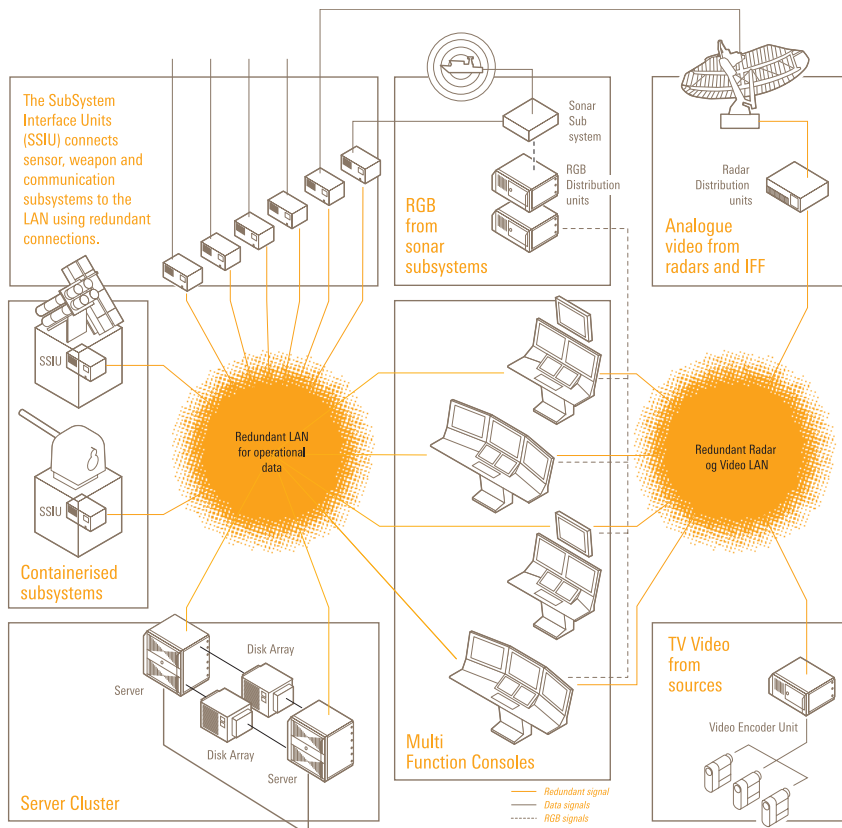 The SubSystem
Interface Units
(SSIU) connects
sensor, weapon and
communication
subsystems to the
LAN using redundant
connections.
Sonar
Sub
system
RGB
Distribution
units
RGB
from
sonar
subsystems
Radar
Distribution
units
Analogue
video from
radars and IFF
SSIU
SSIU
Containerised
subsystems
Redundant LAN
for operational
data
Redundant Radar
og Video LAN
Disk Array
Server
Disk Array
Server
Server Cluster
Multi
Function Consoles
TV Video
from
sources
Video Encoder Unit
Redundant signal
Data signals
RGB signals